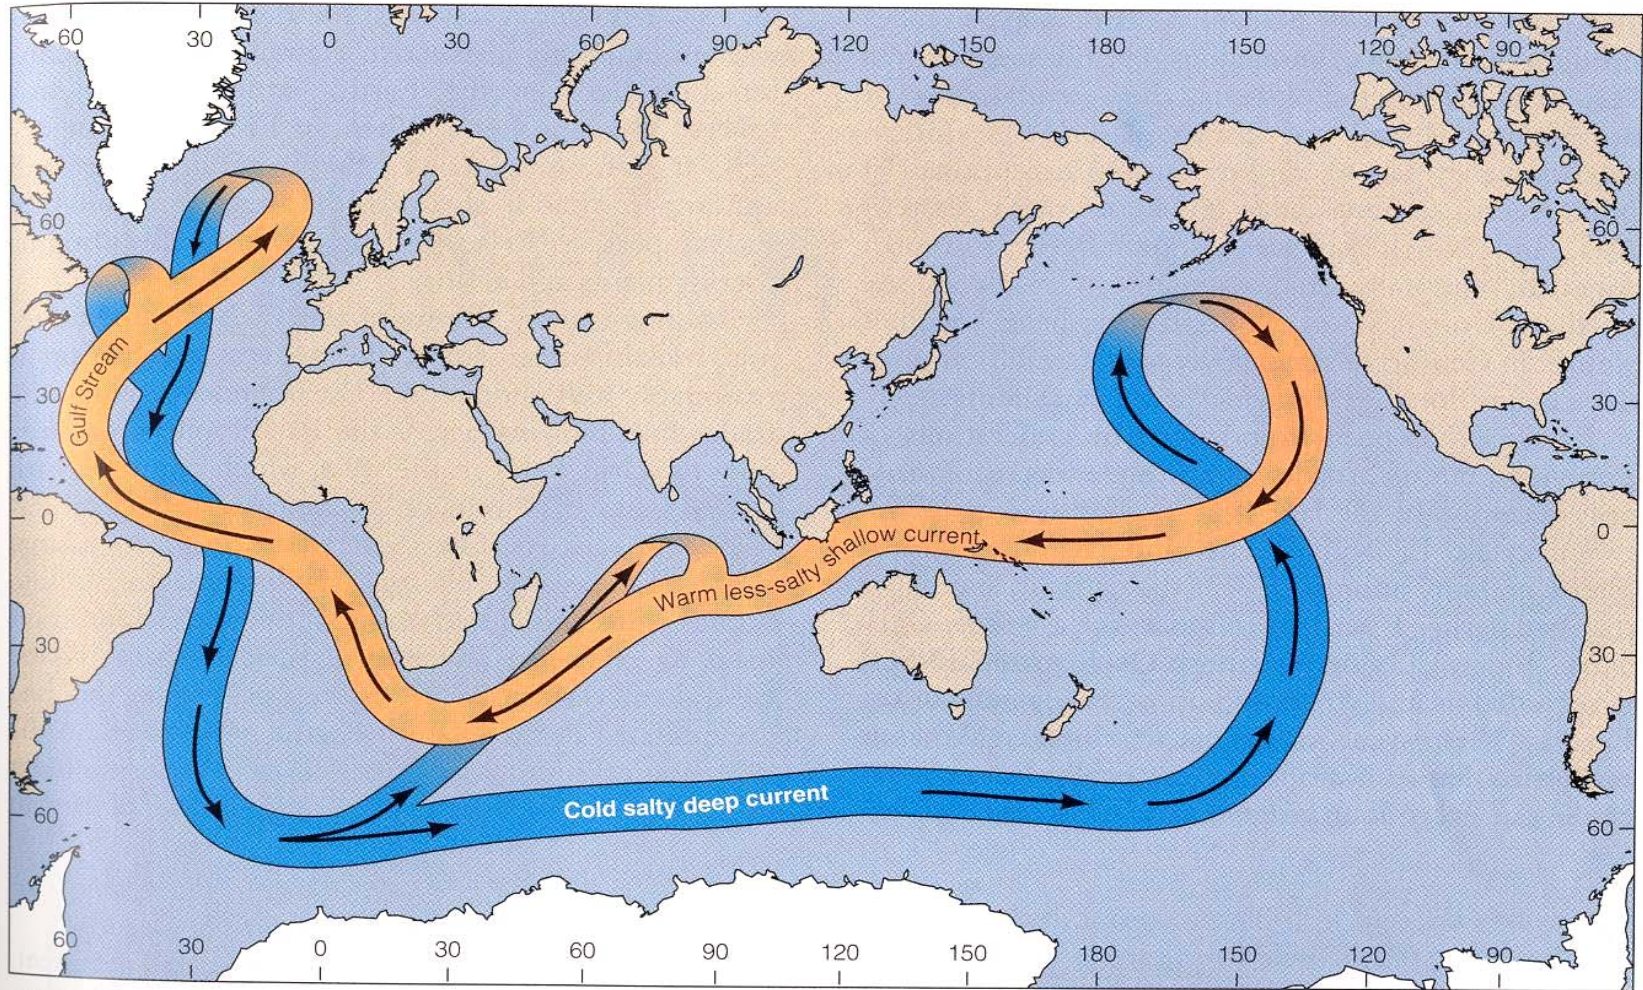 60 30 0 30 60 90 120 150 180 150 120 90
60 60
Gulf Stream
30 30
0 0
Warm less-salty shallow current
30 30
Cold salty deep current
60 60
60 30 0 30 60 90 120 150 180 150 120 90